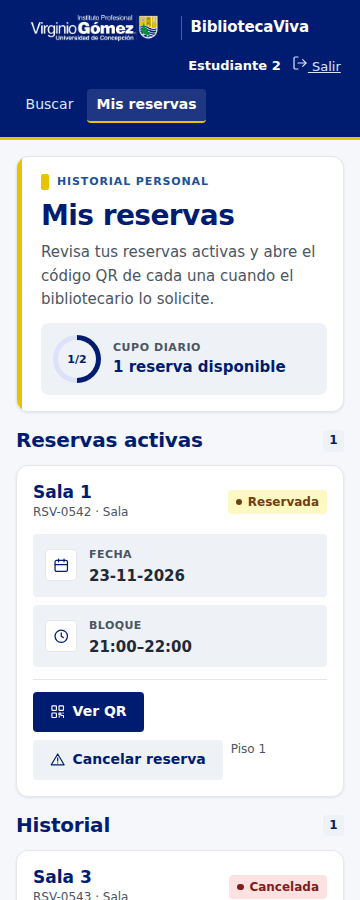 Instituto Profesional
Virginio Gómez
Universidad de Concepción
BibliotecaViva
Estudiante 2 Salir
Buscar Mis reservas
HISTORIAL PERSONAL
Mis reservas
Revisa tus reservas activas y abre el
código QR de cada una cuando el
bibliotecario lo solicite.
1/2
CUPO DIARIO
1 reserva disponible
Reservas activas 1
Sala 1
RSV-0542 · Sala
Reservada
FECHA
23-11-2026
BLOQUE
21:00–22:00
Ver QR
Cancelar reserva Piso 1
Historial 1
Sala 3
RSV-0543 · Sala
Cancelada